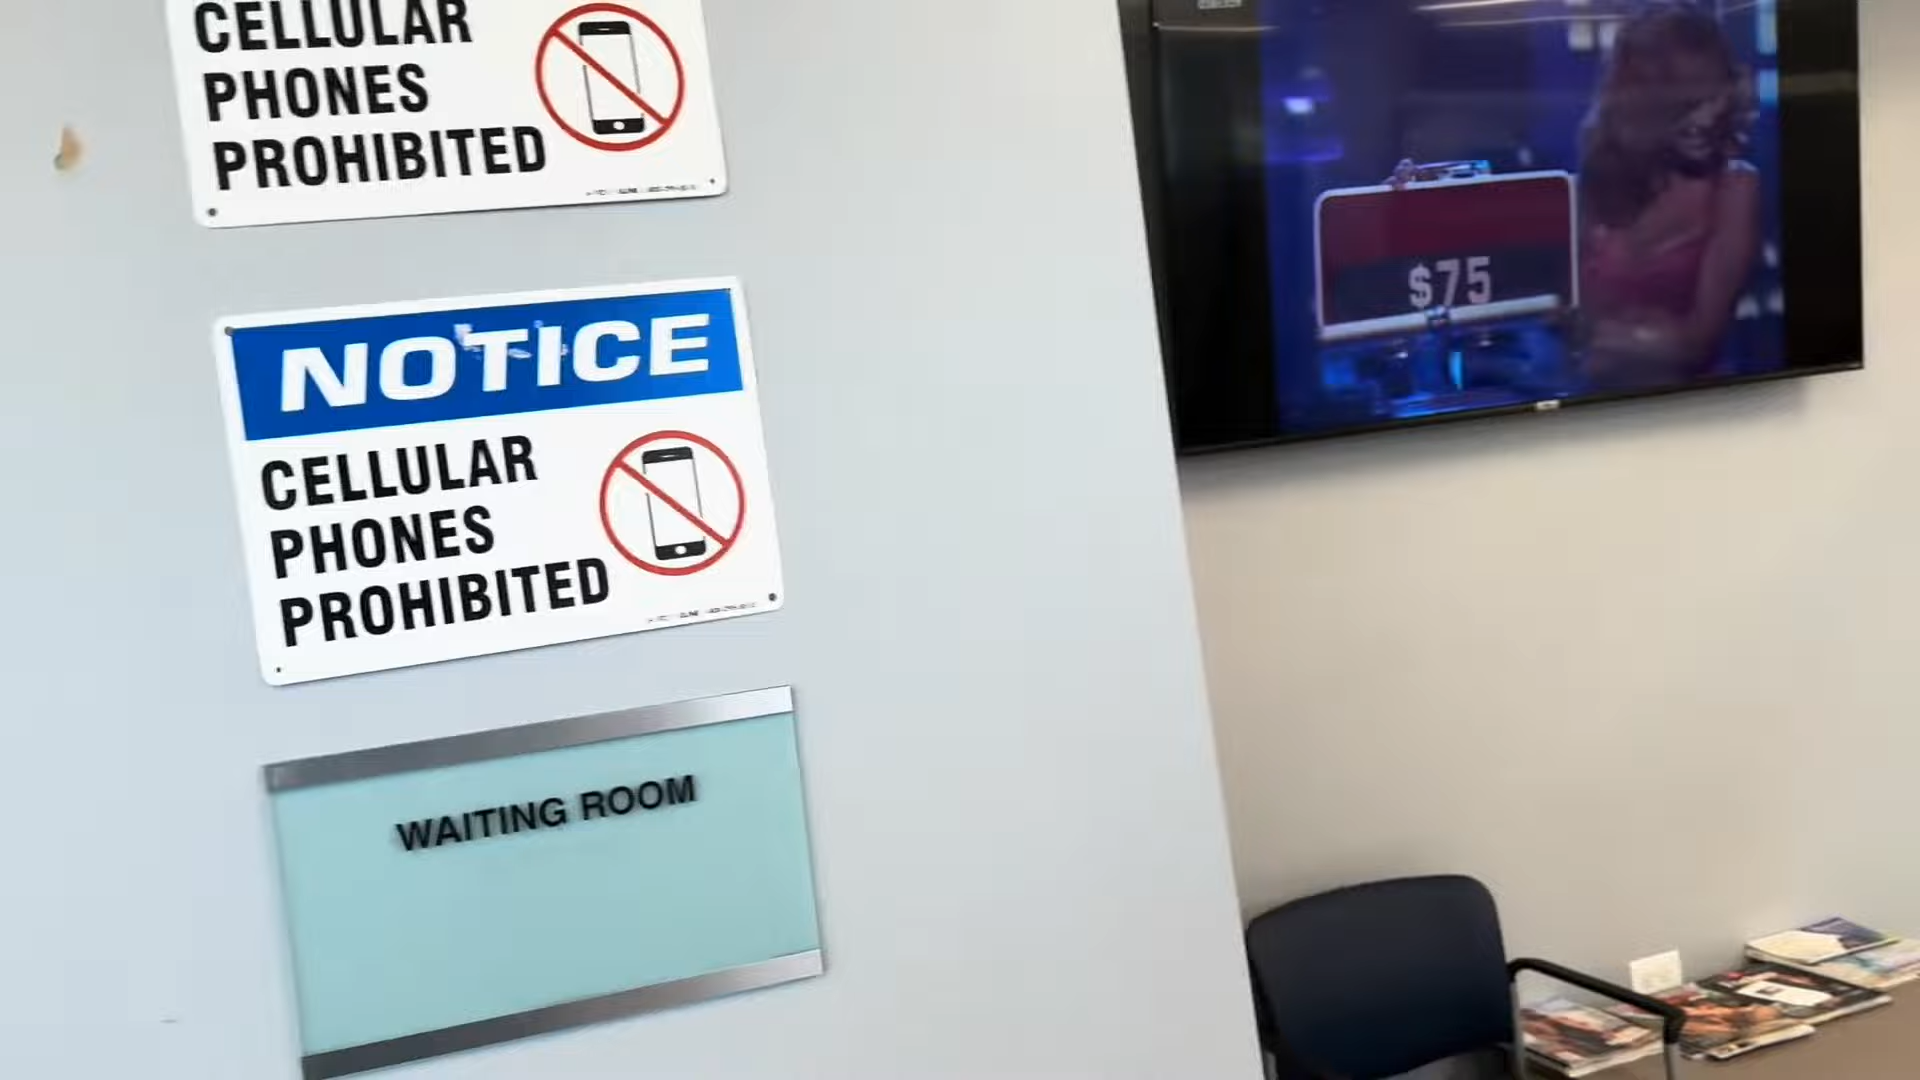 CELLULAR
PHONES
PROHIBITED
NOTICE
CELLULAR
PHONES
PROHIBITED
WAITING ROOM
$75